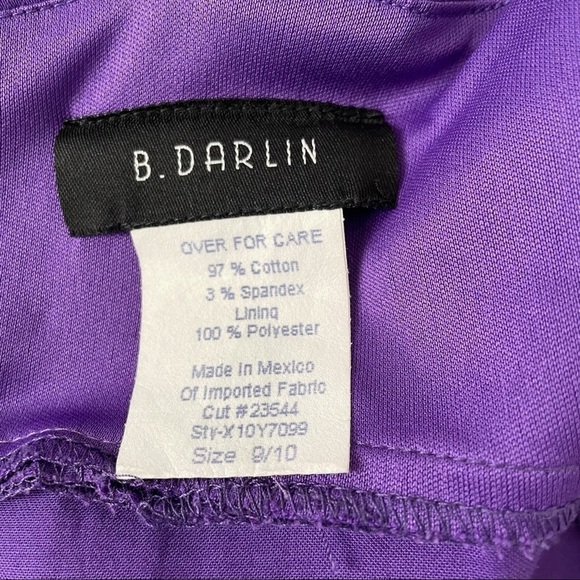 B. DARLIN
OVER FOR CARE
97 % Cotton
3 % Spandex
Lining
100 % Polyester
Made In Mexico
Of Imported Fabric
Cut #23544
Sty-X10Y7099
Size 9/10